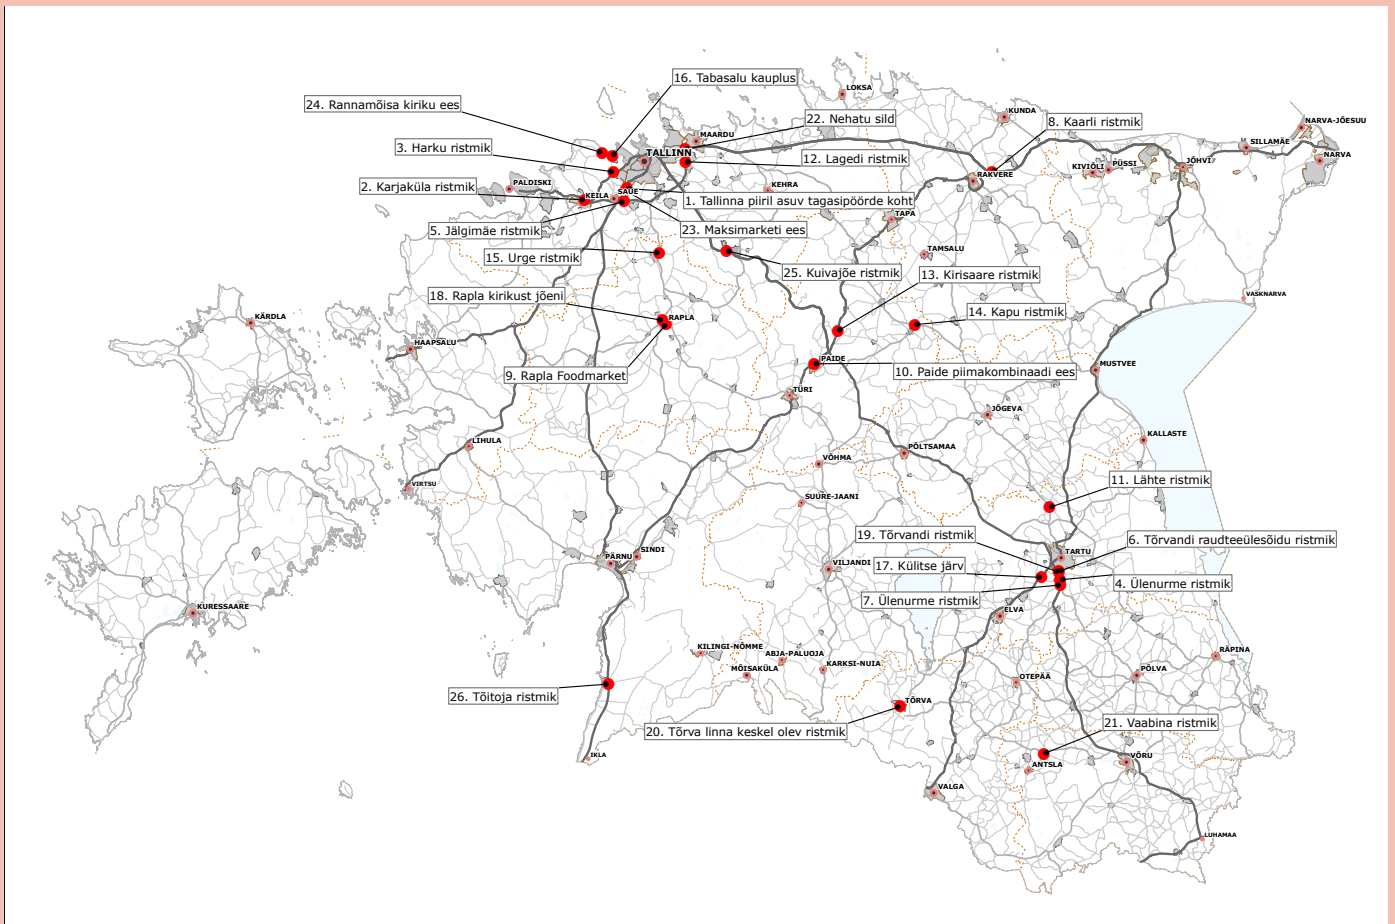 16. Tabasalu kauplus
LOKSA
24. Rannamõisa kiriku ees
KUNDA
22. Nehatu sild
8. Kaarli ristmik
NARVA-JÕESUU
MAARDU
3. Harku ristmik
SILLAMÄE
TALLINN
12. Lagedi ristmik
NARVA
KIVIÕLI
PÜSSI
JÕHVI
RAKVERE
2. Karjaküla ristmik
PALDISKI
KEHRA
KEILA
SAUE
1. Tallinna piiril asuv tagasipöörde koht
TAPA
5. Jälgimäe ristmik
23. Maksimarketi ees
TAMSALU
15. Urge ristmik
25. Kuivajõe ristmik
13. Kirisaare ristmik
18. Rapla kirikust jõeni
VASKNARVA
14. Kapu ristmik
KÄRDLA
RAPLA
HAAPSALU
PAIDE
MUSTVEE
9. Rapla Foodmarket
10. Paide piimakombinaadi ees
TÜRI
JÕGEVA
KALLASTE
LIHULA
PÕLTSAMAA
VÕHMA
11. Lähte ristmik
VIRTSU
SUURE-JAANI
19. Tõrvandi ristmik
6. Tõrvandi raudteeülesõidu ristmik
SINDI
TARTU
PÄRNU
VILJANDI
17. Külitse järv
4. Ülenurme ristmik
7. Ülenurme ristmik
KURESSAARE
ELVA
KILINGI-NÕMME
ABJA-PALUOJA
RÄPINA
MÕISAKÜLA
KARKSI-NUIA
PÕLVA
OTEPÄÄ
26. Tõitoja ristmik
TÕRVA
20. Tõrva linna keskel olev ristmik
21. Vaabina ristmik
IKLA
ANTSLA
VÕRU
VALGA
LUHAMAA